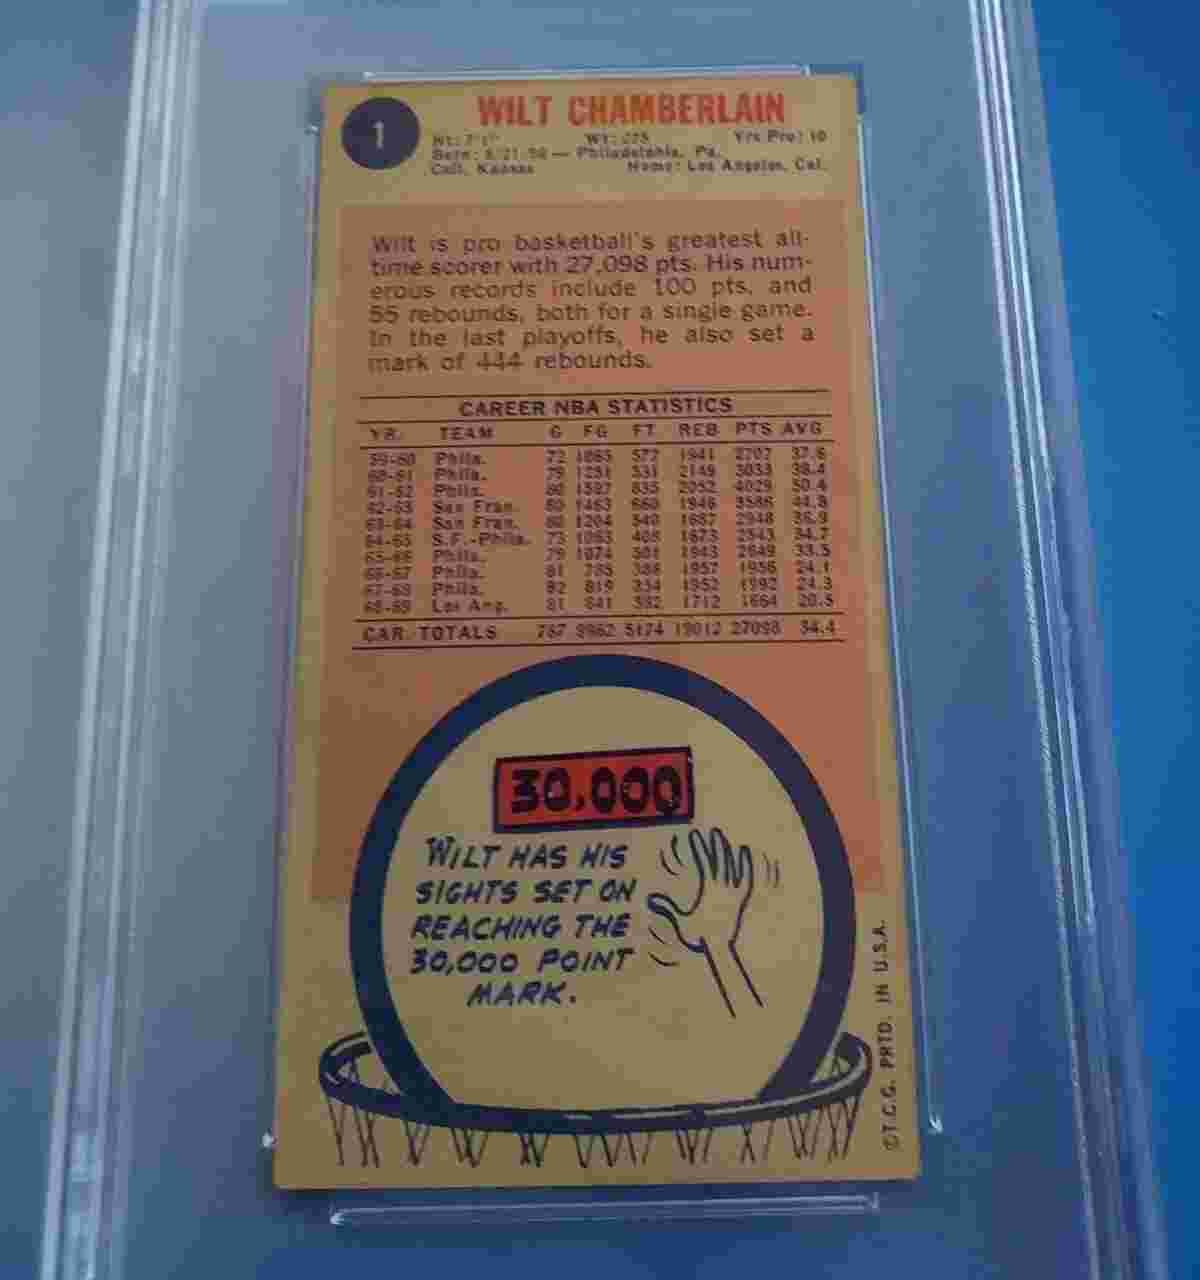 1
WILT CHAMBERLAIN
Ht: 7'1" Wt: 275 Yrs Pro: 10
Born: 8/21/36 — Philadelphia, Pa.
Coll. Kansas Home: Los Angeles, Cal.
Wilt is pro basketball's greatest all-
time scorer with 27,098 pts. His num-
erous records include 100 pts. and
55 rebounds, both for a single game.
In the last playoffs, he also set a
mark of 444 rebounds.
CAREER NBA STATISTICS
YR. TEAM G FG FT REB PTS AVG
59-60 Phila. 72 1065 577 1941 2707 37.6
60-61 Phila. 79 1251 531 2149 3033 38.4
61-62 Phila. 80 1597 835 2052 4029 50.4
62-63 San Fran. 80 1463 660 1946 3586 44.8
63-64 San Fran. 80 1204 540 1687 2948 36.9
64-65 S.F.-Phila. 73 1063 408 1673 2543 34.7
65-66 Phila. 79 1074 501 1943 2649 33.5
66-67 Phila. 81 785 386 1957 1956 24.1
67-68 Phila. 82 819 354 1952 1992 24.3
68-69 Los Ang. 81 641 382 1712 1664 20.5
CAR. TOTALS 787 9962 5174 19012 27098 34.4
30,000
WILT HAS HIS
SIGHTS SET ON
REACHING THE
30,000 POINT
MARK.
©T.C.G. PRTD. IN U.S.A.